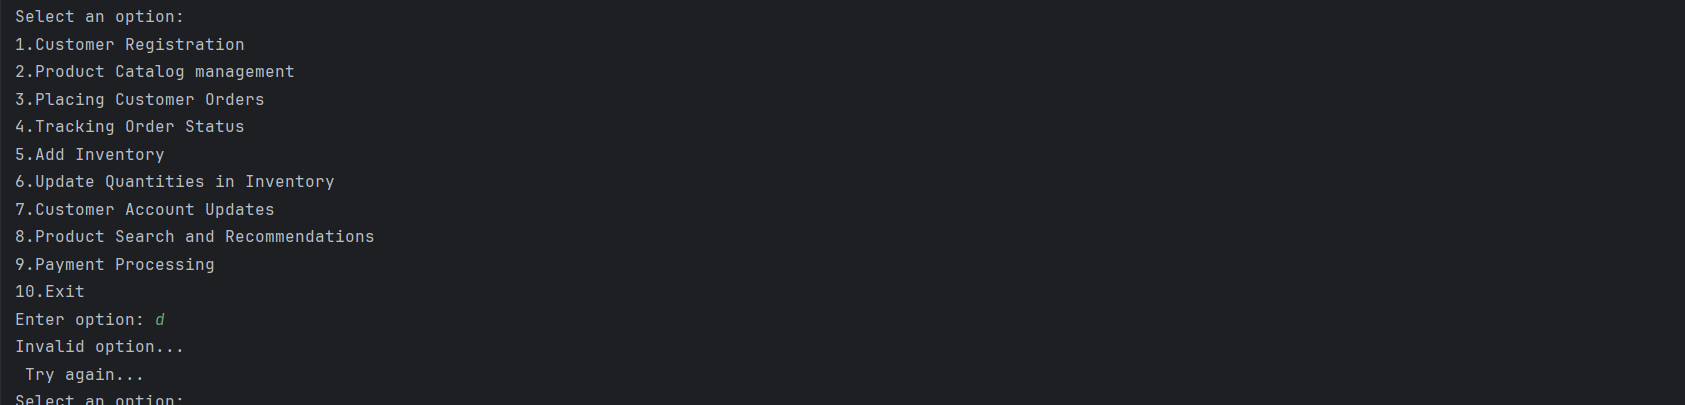 Select an option:
1.Customer Registration
2.Product Catalog management
3.Placing Customer Orders
4.Tracking Order Status
5.Add Inventory
6.Update Quantities in Inventory
7.Customer Account Updates
8.Product Search and Recommendations
9.Payment Processing
10.Exit
Enter option: d
Invalid option...
 Try again...
Select an option: